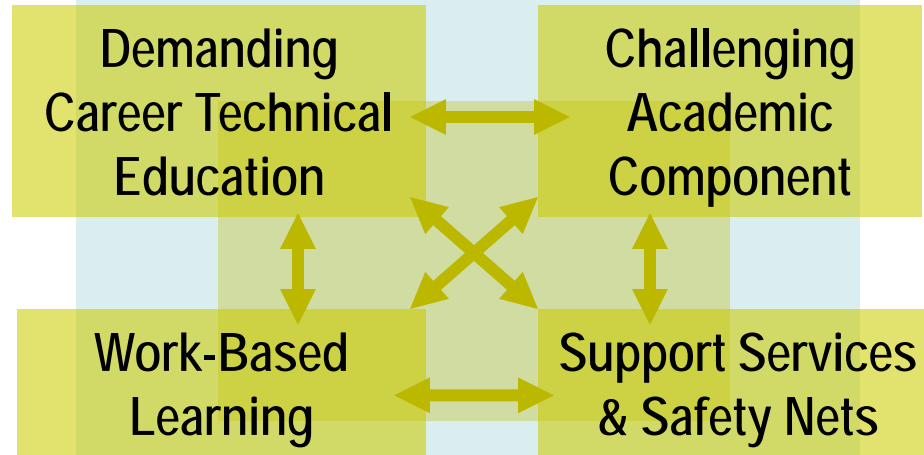 Demanding
Career Technical
Education
Challenging
Academic
Component
Work-Based
Learning
Support Services
& Safety Nets